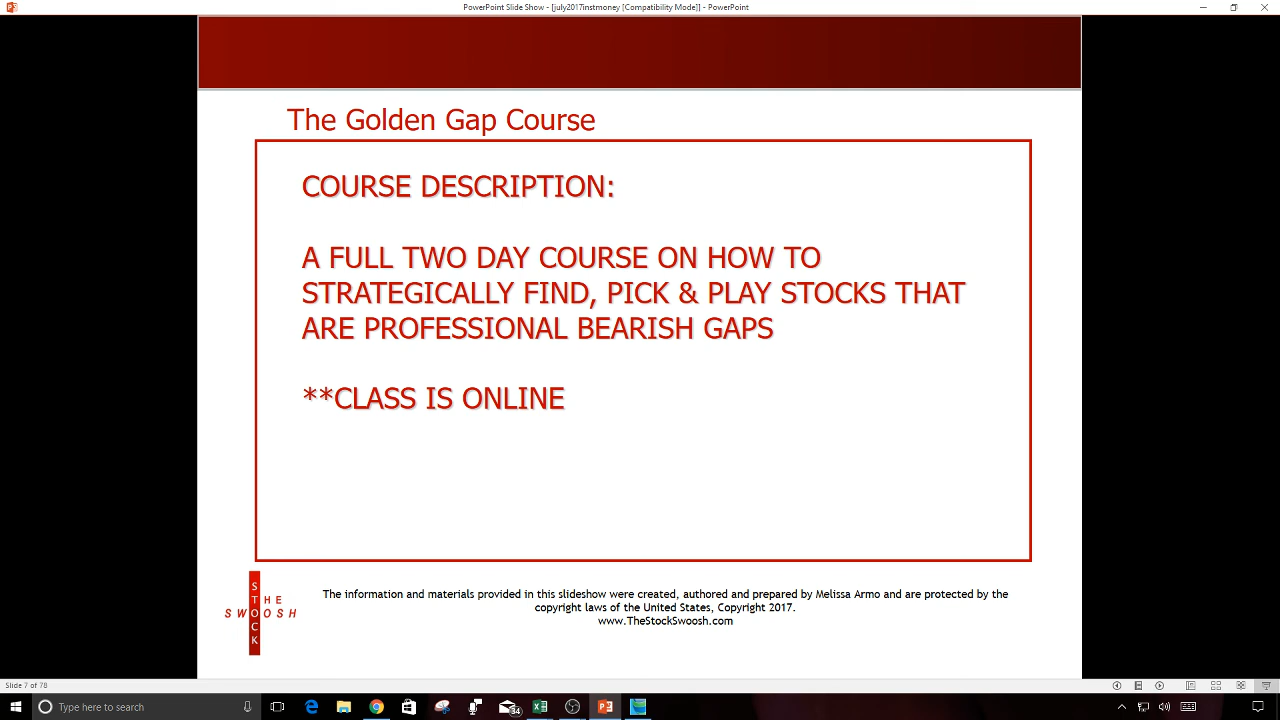 PowerPoint Slide Show - [july2017instmoney [Compatibility Mode]] - PowerPoint
The Golden Gap Course
COURSE DESCRIPTION:
A FULL TWO DAY COURSE ON HOW TO
STRATEGICALLY FIND, PICK & PLAY STOCKS THAT
ARE PROFESSIONAL BEARISH GAPS
**CLASS IS ONLINE
THE
STOCK
SWOOSH
The information and materials provided in this slideshow were created, authored and prepared by Melissa Armo and are protected by the
copyright laws of the United States, Copyright 2017.
www.TheStockSwoosh.com
Slide 7 of 78
Type here to search